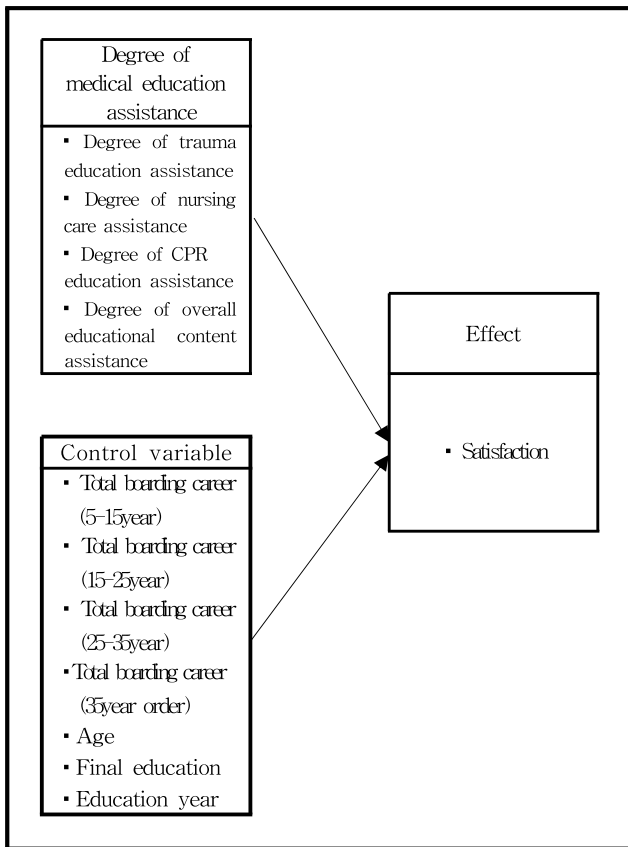 Degree of
medical education
assistance
▪ Degree of trauma
education assistance
▪ Degree of nursing
care assistance
▪ Degree of CPR
education assistance
▪ Degree of overall
educational content
assistance
Effect
▪ Satisfaction
Control variable
▪ Total boarding career
(5-15year)
▪ Total boarding career
(15-25year)
▪ Total boarding career
(25-35year)
▪ Total boarding career
(35year order)
▪ Age
▪ Final education
▪ Education year